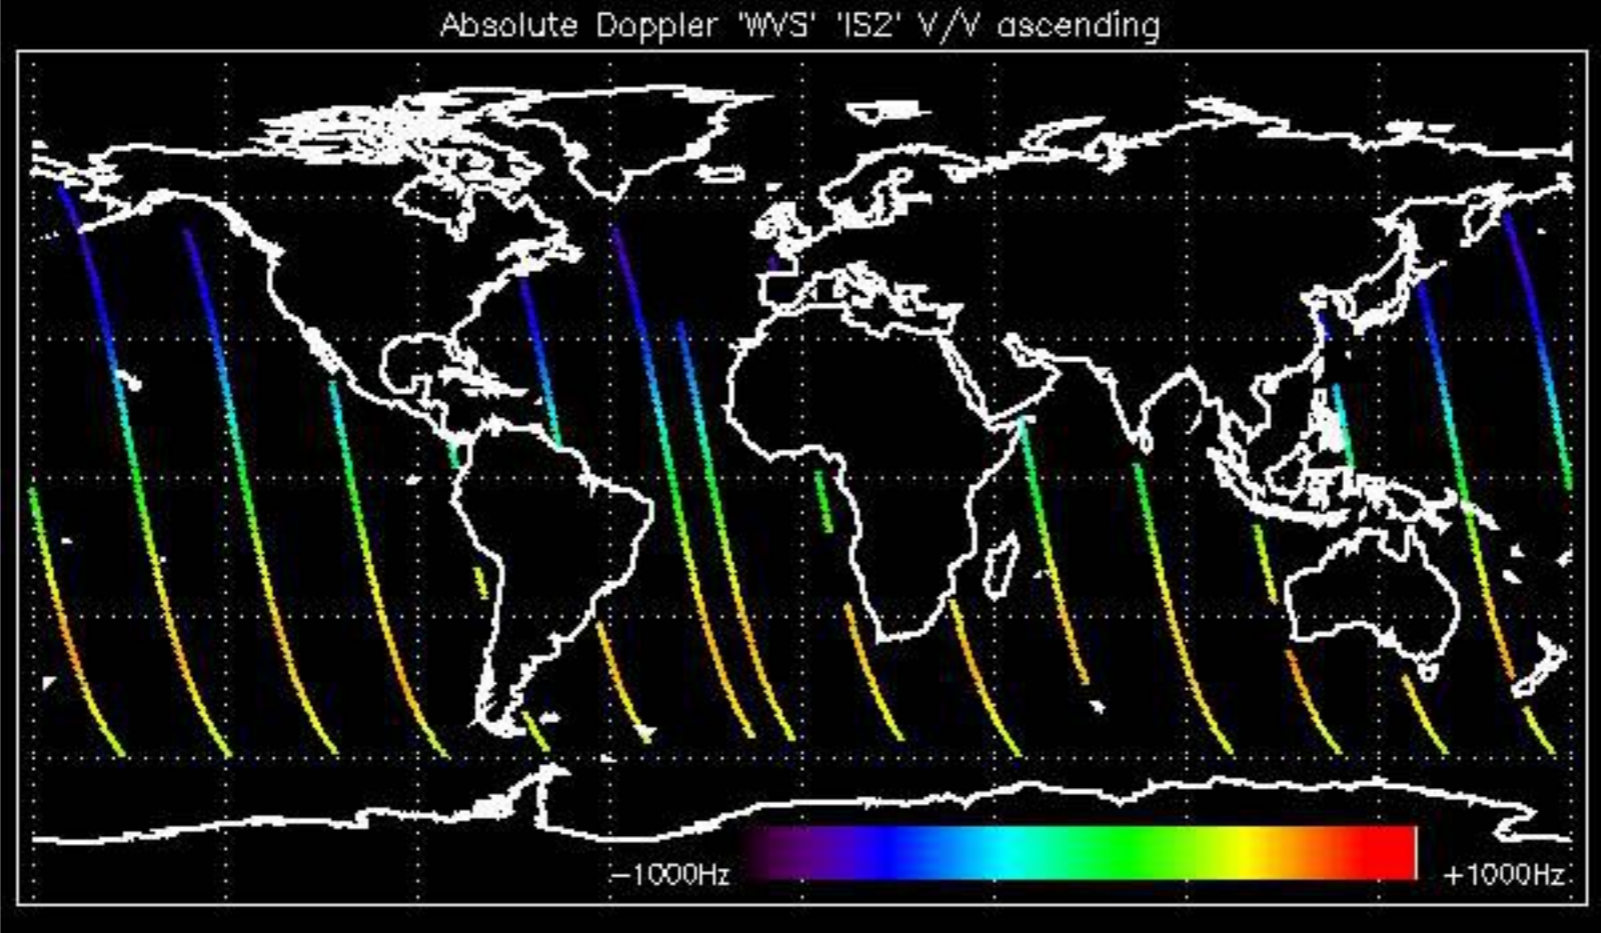 Absolute Doppler 'WVS' 'IS2' V/V ascending
-1000Hz +1000Hz